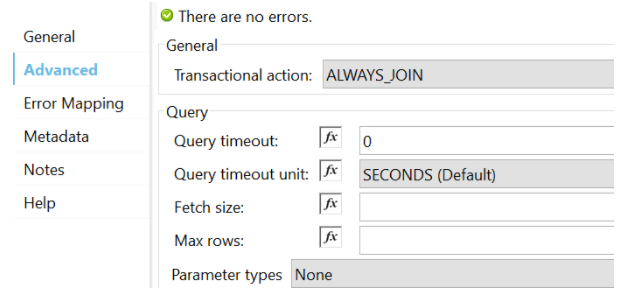 There are no errors.
General
Advanced
Error Mapping
Metadata
Notes
Help
General
Transactional action: ALWAYS_JOIN
Query
Query timeout: fx 0
Query timeout unit: fx SECONDS (Default)
Fetch size: fx
Max rows: fx
Parameter types None